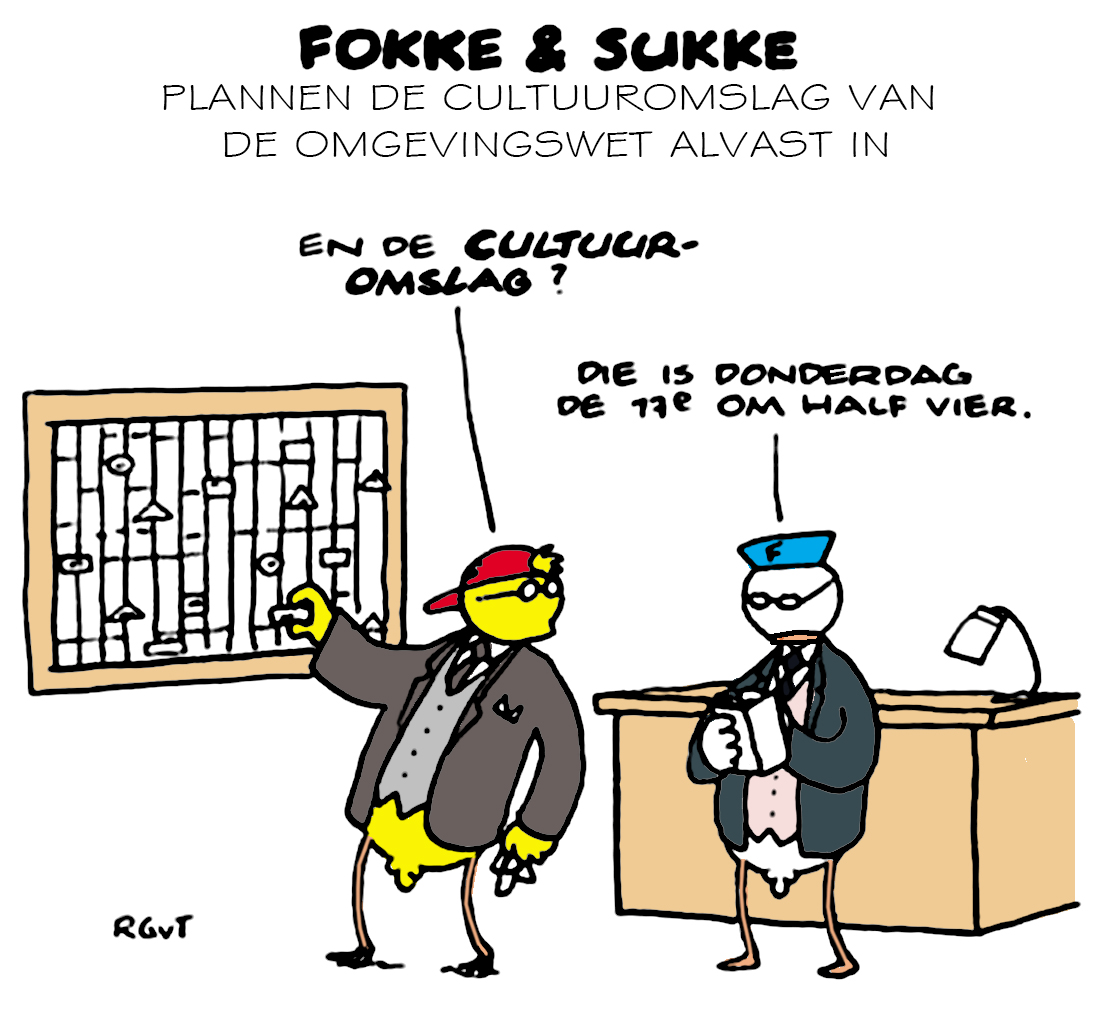 FOKKE & SUKKE
PLANNEN DE CULTUUROMSLAG VAN
DE OMGEVINGSWET ALVAST IN
EN DE CULTUUR-
OMSLAG?
DIE IS DONDERDAG
DE 17e OM HALF VIER.
F
RGvT